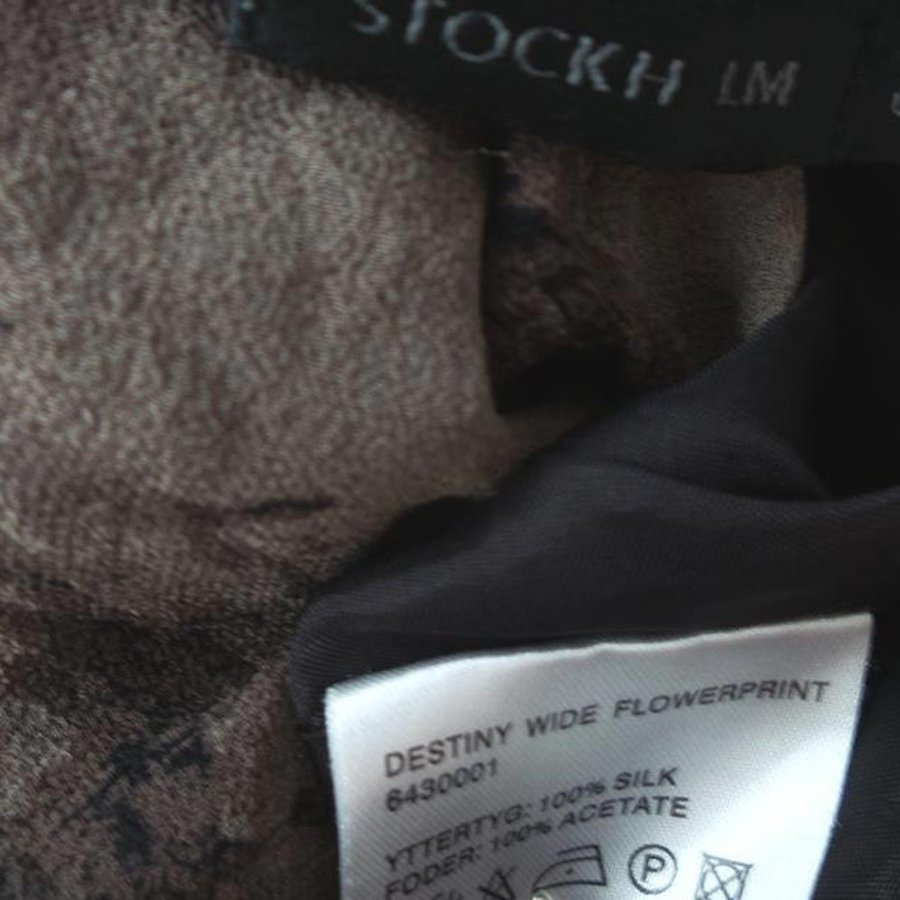 STOCKH LM
DESTINY WIDE FLOWERPRINT
6430001
YTTERTYG: 100% SILK
FODER: 100% ACETATE
P